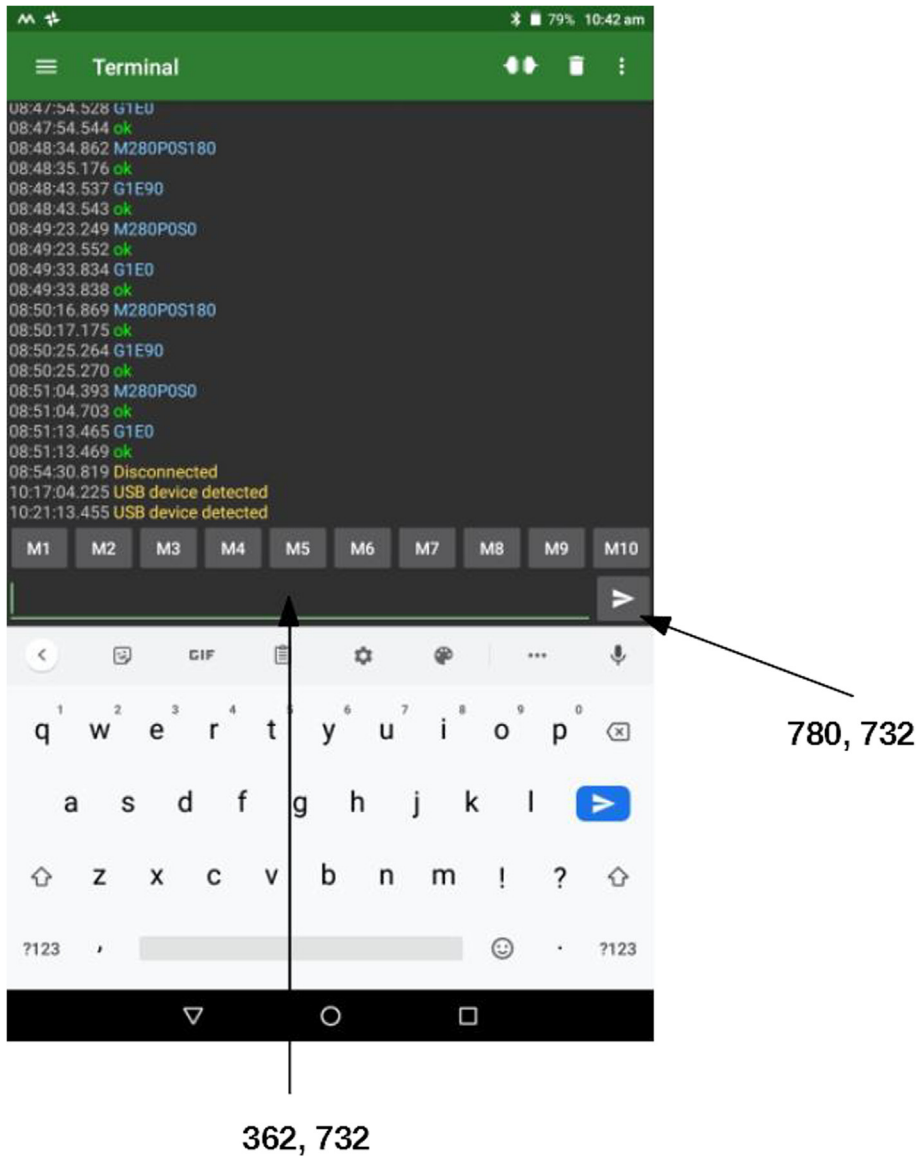 79% 10:42 am
Terminal
08:47:54.528 G1E0
08:47:54.544 ok
08:48:34.862 M280P0S180
08:48:35.176 ok
08:48:43.537 G1E90
08:48:43.543 ok
08:49:23.249 M280P0S0
08:49:23.552 ok
08:49:33.834 G1E0
08:49:33.838 ok
08:50:16.869 M280P0S180
08:50:17.175 ok
08:50:25.264 G1E90
08:50:25.270 ok
08:51:04.393 M280P0S0
08:51:04.703 ok
08:51:13.465 G1E0
08:51:13.469 ok
08:54:30.819 Disconnected
10:17:04.225 USB device detected
10:21:13.455 USB device detected
M1 M2 M3 M4 M5 M6 M7 M8 M9 M10
GIF
1 2 3 4 5 6 7 8 9 0
q w e r t y u i o p
780, 732
a s d f g h j k l
z x c v b n m ! ?
?123 , . ?123
362, 732